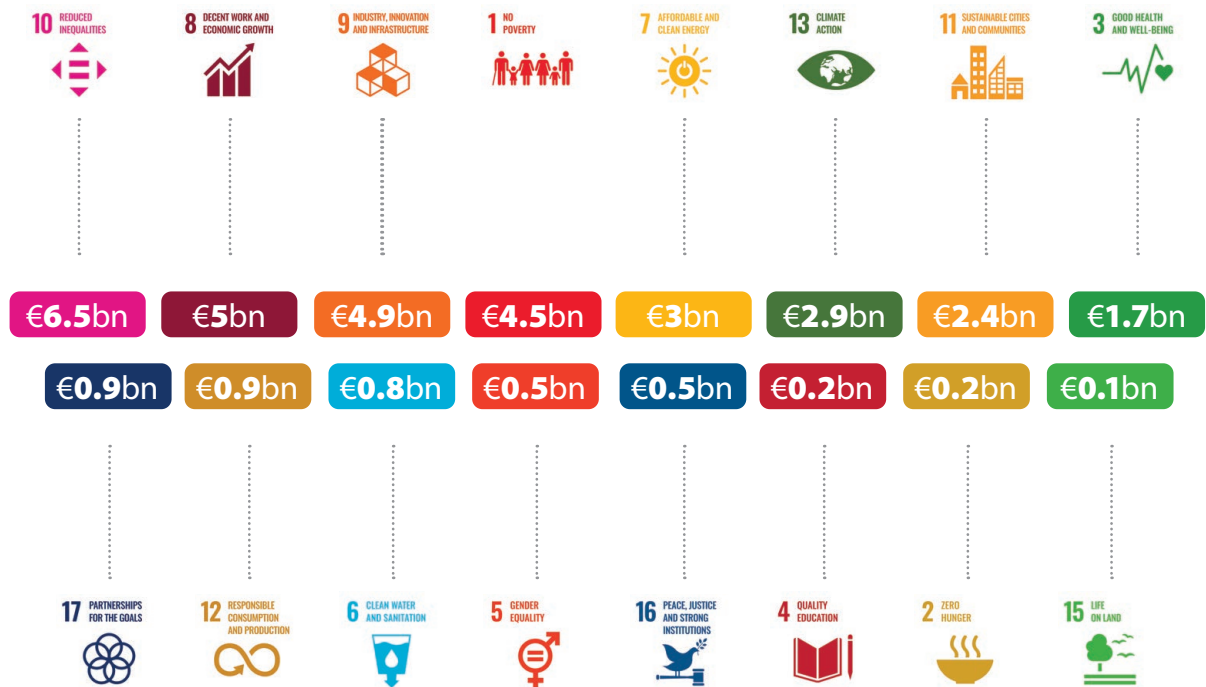 10 REDUCED
INEQUALITIES
8 DECENT WORK AND
ECONOMIC GROWTH
9 INDUSTRY, INNOVATION
AND INFRASTRUCTURE
1 NO
POVERTY
7 AFFORDABLE AND
CLEAN ENERGY
13 CLIMATE
ACTION
11 SUSTAINABLE CITIES
AND COMMUNITIES
3 GOOD HEALTH
AND WELL-BEING
€6.5bn
€5bn
€4.9bn
€4.5bn
€3bn
€2.9bn
€2.4bn
€1.7bn
€0.9bn
€0.9bn
€0.8bn
€0.5bn
€0.5bn
€0.2bn
€0.2bn
€0.1bn
17 PARTNERSHIPS
FOR THE GOALS
12 RESPONSIBLE
CONSUMPTION
AND PRODUCTION
6 CLEAN WATER
AND SANITATION
5 GENDER
EQUALITY
16 PEACE, JUSTICE
AND STRONG
INSTITUTIONS
4 QUALITY
EDUCATION
2 ZERO
HUNGER
15 LIFE
ON LAND